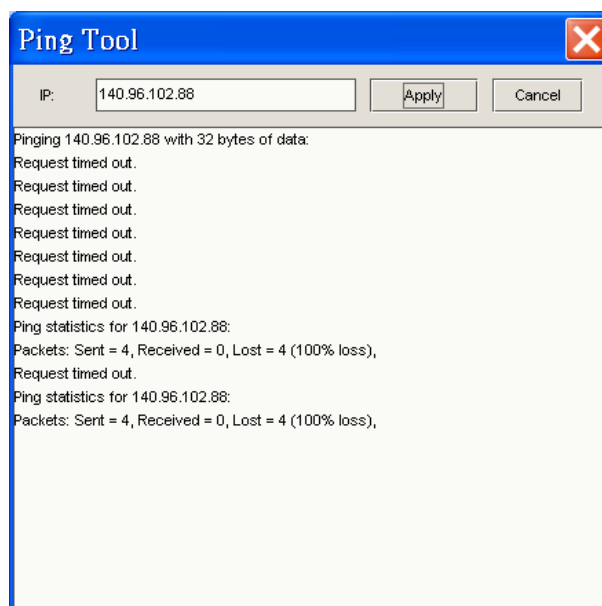 Ping Tool
IP: 140.96.102.88 Apply Cancel
Pinging 140.96.102.88 with 32 bytes of data:
Request timed out.
Request timed out.
Request timed out.
Request timed out.
Request timed out.
Request timed out.
Request timed out.
Ping statistics for 140.96.102.88:
Packets: Sent = 4, Received = 0, Lost = 4 (100% loss),
Request timed out.
Ping statistics for 140.96.102.88:
Packets: Sent = 4, Received = 0, Lost = 4 (100% loss),